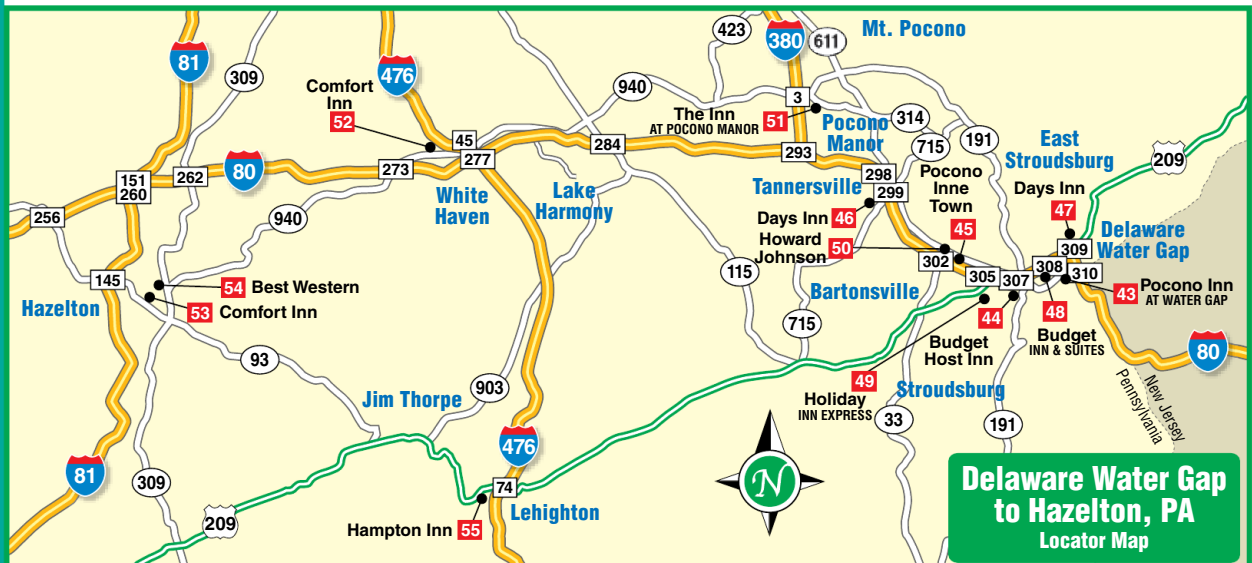 423
380
611
Mt. Pocono
81
309
476
Comfort
Inn
52
940
The Inn
AT POCONO MANOR
51
3
Pocono
Manor
314
715
191
East
Stroudsburg
209
45
277
284
293
298
299
151
260
262
80
273
White
Haven
Lake
Harmony
Tannersville
Pocono
Inne
Town
45
Days Inn
47
256
940
Days Inn
46
Howard
Johnson
50
Delaware
Water Gap
309
302
305
307
308
310
145
54
Best Western
53
Comfort Inn
Hazelton
115
Bartonsville
43
Pocono Inn
AT WATER GAP
44
48
715
Budget
Host Inn
Budget
INN & SUITES
80
93
903
Jim Thorpe
49
Holiday
INN EXPRESS
Stroudsburg
New Jersey
Pennsylvania
33
191
81
309
476
N
74
209
Hampton Inn
55
Lehighton
Delaware Water Gap
to Hazelton, PA
Locator Map